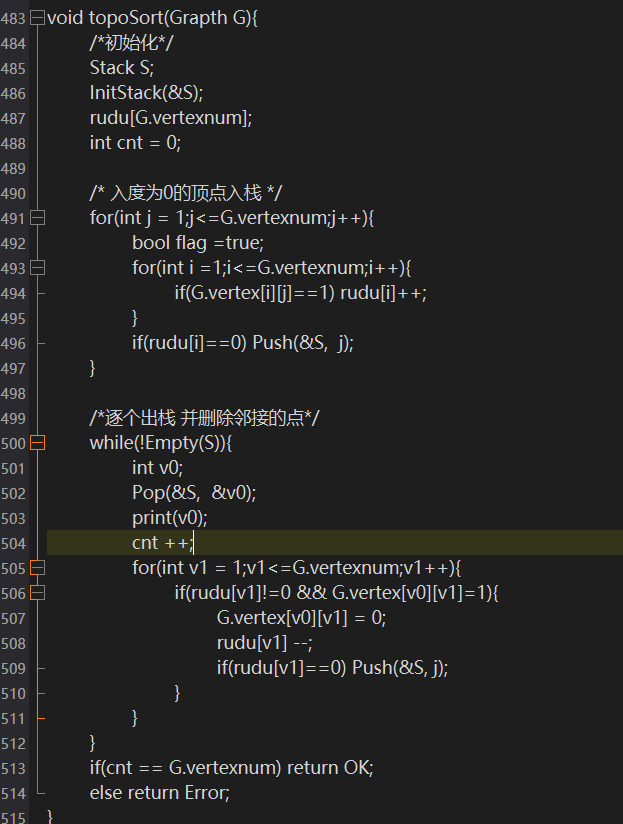 483 void topoSort(Grapth G){
484 /*初始化*/
485 Stack S;
486 InitStack(&S);
487 rudu[G.vertexnum];
488 int cnt = 0;
489
490 /* 入度为0的顶点入栈 */
491 for(int j = 1;j<=G.vertexnum;j++){
492 bool flag =true;
493 for(int i =1;i<=G.vertexnum;i++){
494 if(G.vertex[i][j]==1) rudu[i]++;
495 }
496 if(rudu[i]==0) Push(&S, j);
497 }
498
499 /*逐个出栈 并删除邻接的点*/
500 while(!Empty(S)){
501 int v0;
502 Pop(&S, &v0);
503 print(v0);
504 cnt ++;
505 for(int v1 = 1;v1<=G.vertexnum;v1++){
506 if(rudu[v1]!=0 && G.vertex[v0][v1]=1){
507 G.vertex[v0][v1] = 0;
508 rudu[v1] --;
509 if(rudu[v1]==0) Push(&S, j);
510 }
511 }
512 }
513 if(cnt == G.vertexnum) return OK;
514 else return Error;
515 }